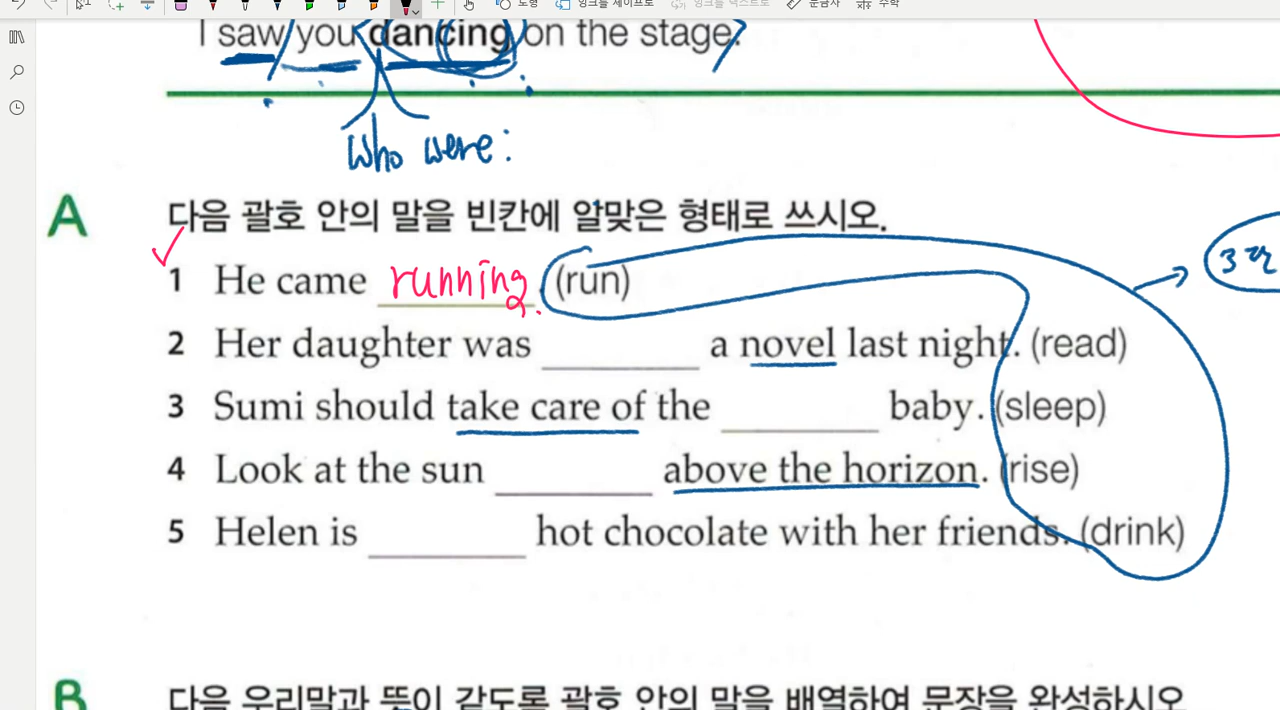 도형
수학
I saw you dancing on the stage.
who were
A 다음 괄호 안의 말을 빈칸에 알맞은 형태로 쓰시오.
1 He came running. (run)
2 Her daughter was ________ a novel last night. (read)
3 Sumi should take care of the ________ baby. (sleep)
4 Look at the sun ________ above the horizon. (rise)
5 Helen is ________ hot chocolate with her friends. (drink)
B 다음 우리말과 뜻이 같도록 괄호 안의 말을 배열하여 문장을 완성하시오